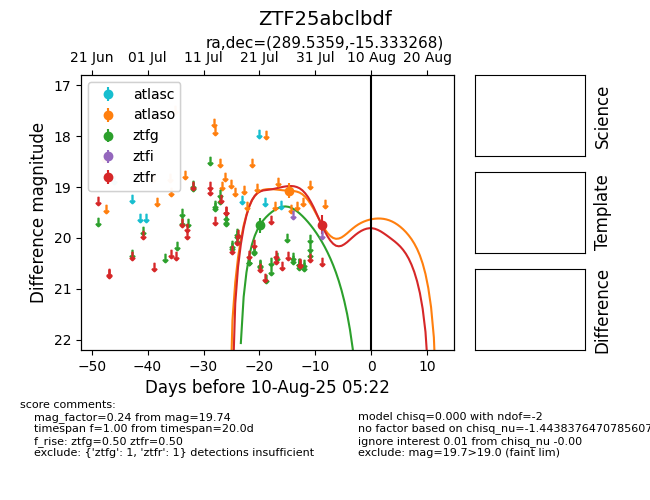 ZTF25abclbdf
ra,dec=(289.5359,-15.333268)
21 Jun 01 Jul 11 Jul 21 Jul 31 Jul 10 Aug 20 Aug
17
18
19
20
21
22
Difference magnitude
atlasc
atlaso
ztfg
ztfi
ztfr
−50 −40 −30 −20 −10 0 10
Days before 10-Aug-25 05:22
Science
Template
Difference
score comments:
mag_factor=0.24 from mag=19.74
timespan f=1.00 from timespan=20.0d
f_rise: ztfg=0.50 ztfr=0.50
exclude: {'ztfg': 1, 'ztfr': 1} detections insufficient
model chisq=0.000 with ndof=-2
no factor based on chisq_nu=-1.4438376470785607
ignore interest 0.01 from chisq_nu -0.00
exclude: mag=19.7>19.0 (faint lim)